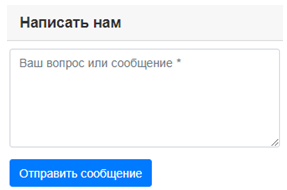 Написать нам
Ваш вопрос или сообщение *
Отправить сообщение